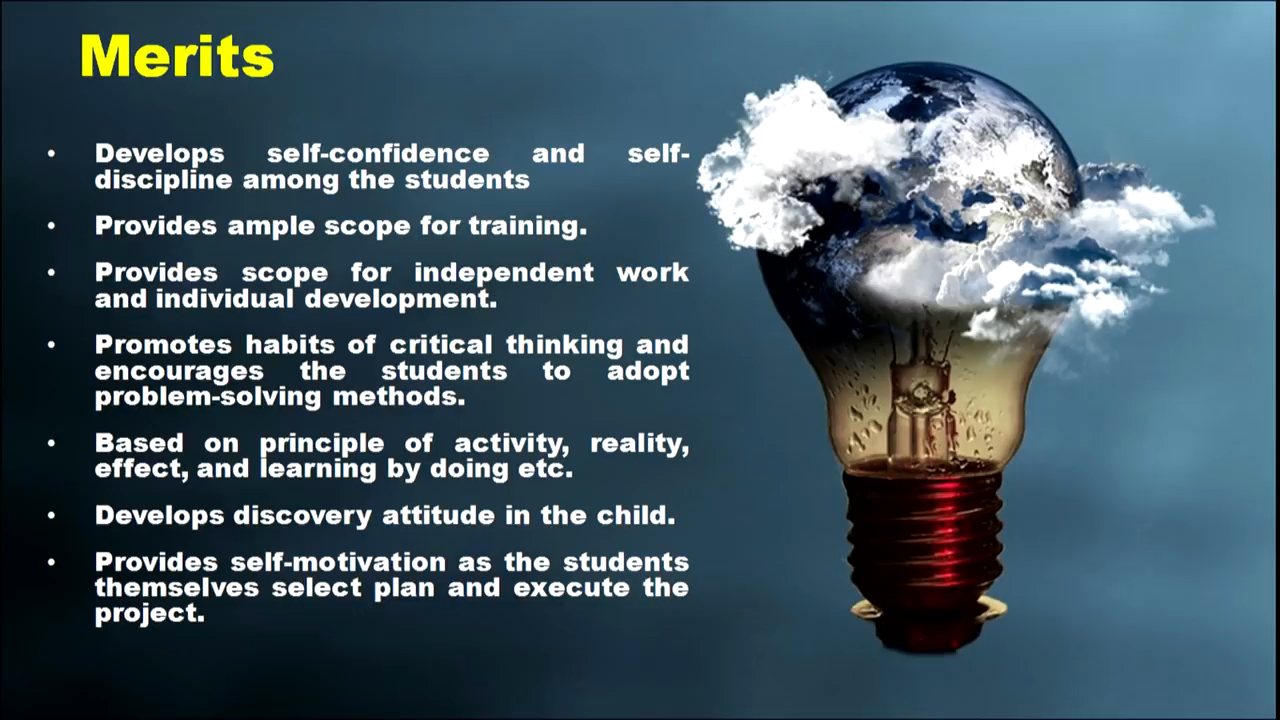 Merits
• Develops self-confidence and self-
discipline among the students
• Provides ample scope for training.
• Provides scope for independent work
and individual development.
• Promotes habits of critical thinking and
encourages the students to adopt
problem-solving methods.
• Based on principle of activity, reality,
effect, and learning by doing etc.
• Develops discovery attitude in the child.
• Provides self-motivation as the students
themselves select plan and execute the
project.